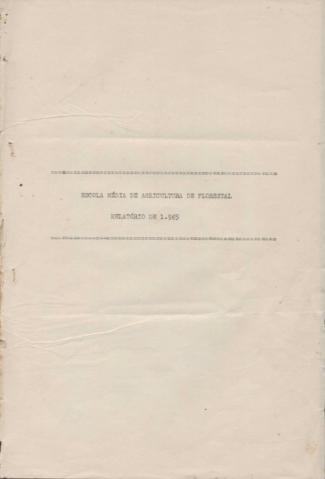 ESCOLA MÉDIA DE AGRICULTURA DE FLORESTAL
RELATÓRIO DE 1.965